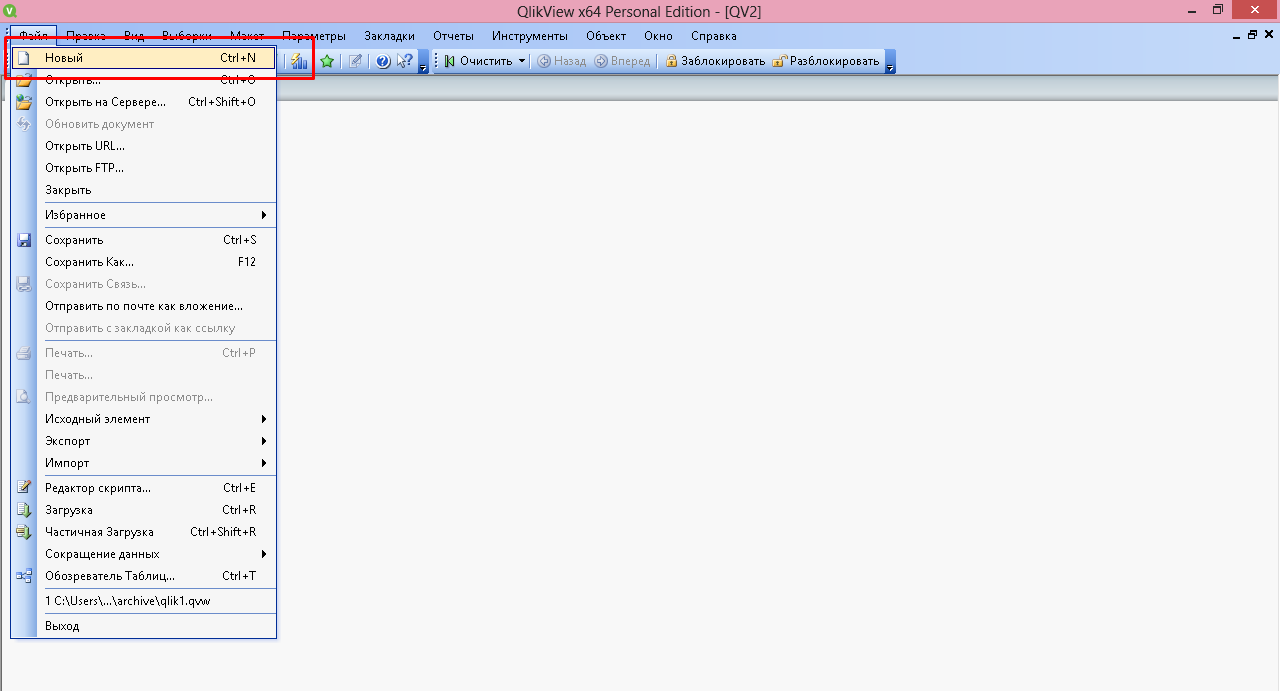 QlikView x64 Personal Edition - [QV2]
Файл Правка Вид Выборки Макет Параметры Закладки Отчеты Инструменты Объект Окно Справка
Очистить Назад Вперед Заблокировать Разблокировать
Новый Ctrl+N
Открыть... Ctrl+O
Открыть на Сервере... Ctrl+Shift+O
Обновить документ
Открыть URL...
Открыть FTP...
Закрыть
Избранное
Сохранить Ctrl+S
Сохранить Как... F12
Сохранить Связь...
Отправить по почте как вложение...
Отправить с закладкой как ссылку
Печать... Ctrl+P
Печать...
Предварительный просмотр...
Исходный элемент
Экспорт
Импорт
Редактор скрипта... Ctrl+E
Загрузка Ctrl+R
Частичная Загрузка Ctrl+Shift+R
Сокращение данных
Обозреватель Таблиц... Ctrl+T
1 C:\Users\...\archive\qlik1.qvw
Выход